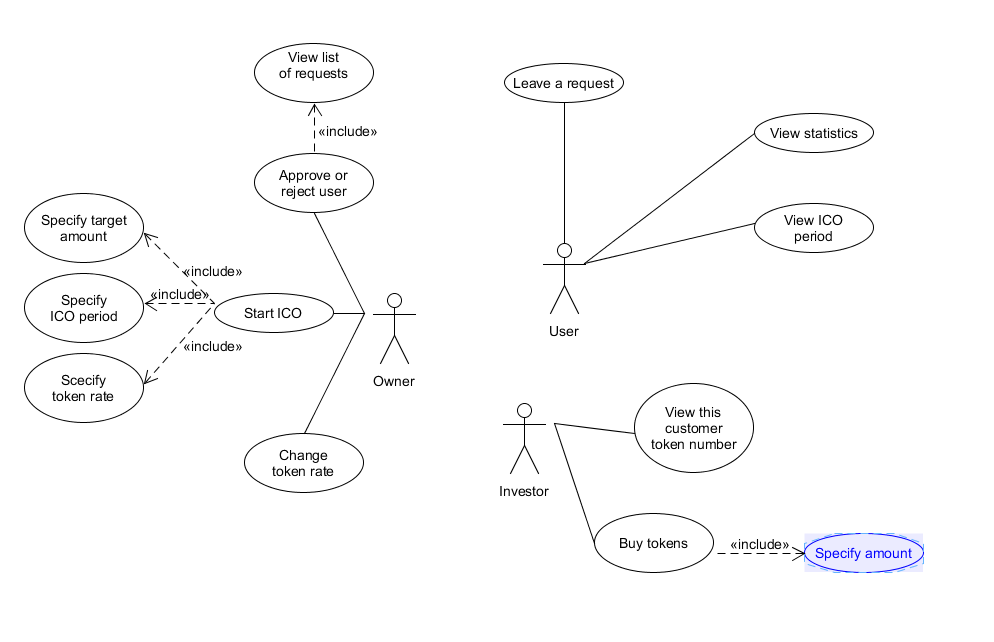 View list
of requests
«include»
Approve or
reject user
Specify target
amount
«include»
Specify
ICO period
«include»
Start ICO
«include»
Scecify
token rate
Owner
Change
token rate
Leave a request
View statistics
View ICO
period
User
View this
customer
token number
Investor
Buy tokens
«include»
Specify amount